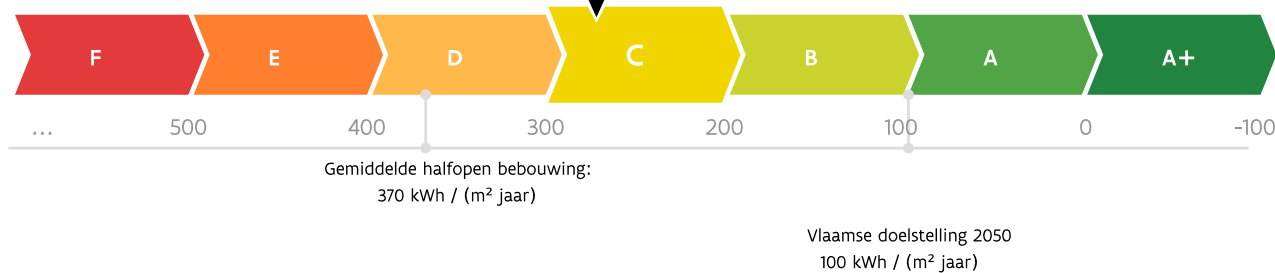 F E D C B A A+
... 500 400 300 200 100 0 -100
Gemiddelde halfopen bebouwing:
370 kWh / (m² jaar)
Vlaamse doelstelling 2050
100 kWh / (m² jaar)